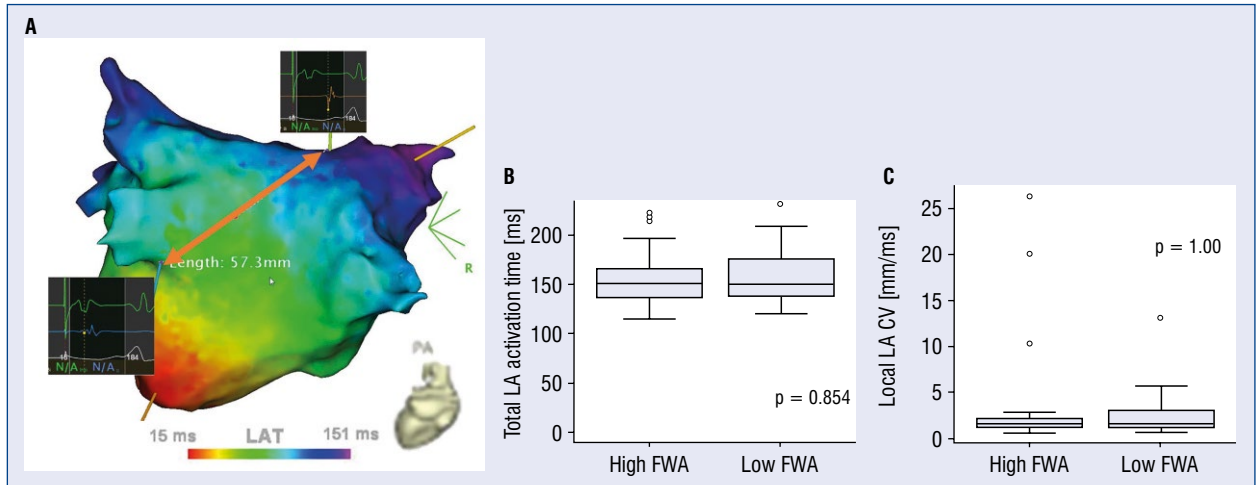 A
18
184
N/A
N/A
Length: 57.3mm
R
18
184
N/A
N/A
PA
15 ms LAT 151 ms
B
Total LA activation time [ms]
200
150
100
50
0
p = 0.854
High FWA Low FWA
C
Local LA CV [mm/ms]
25
20
15
10
5
0
p = 1.00
High FWA Low FWA